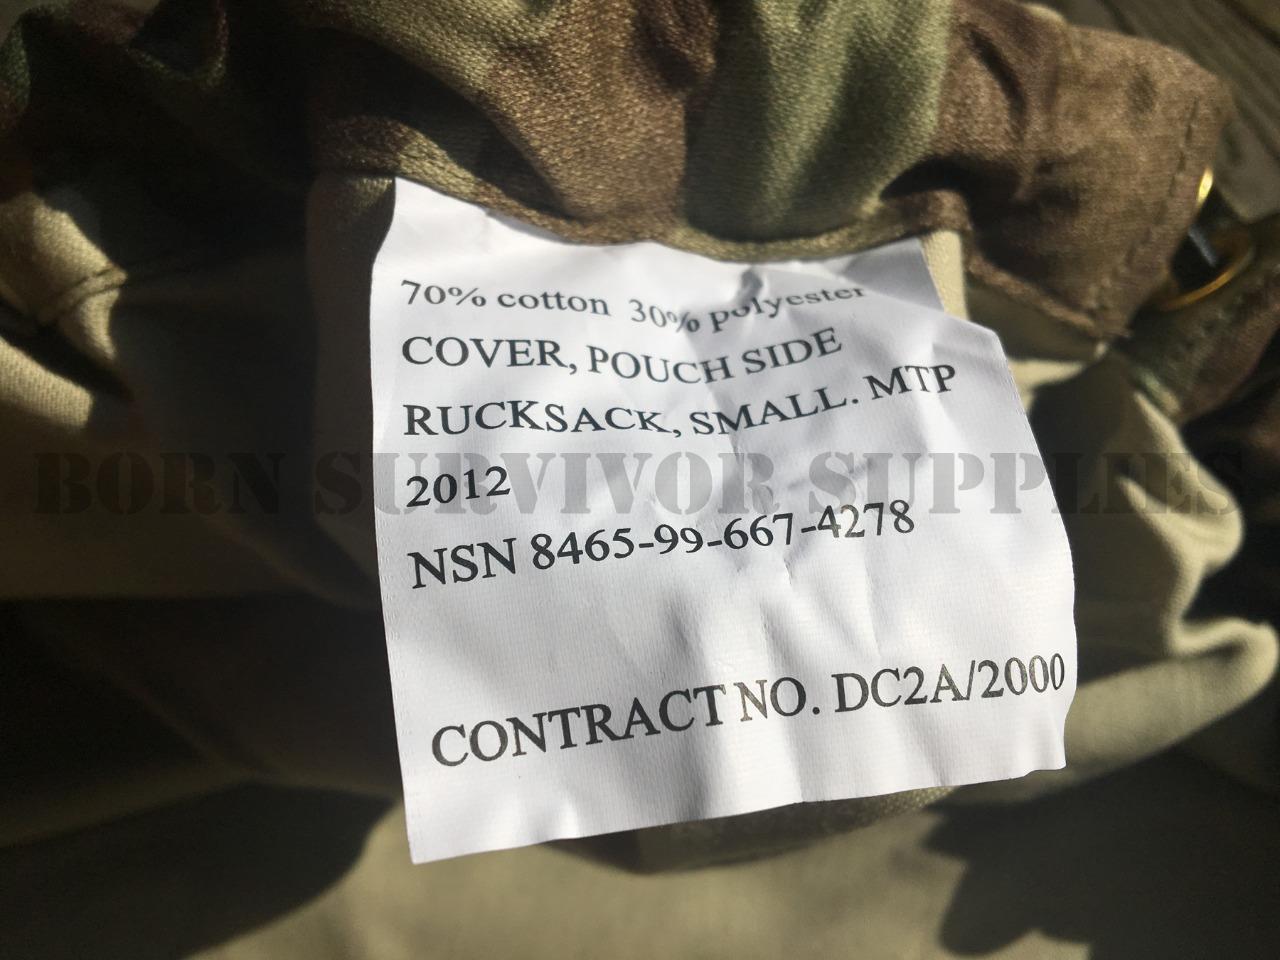 70% cotton 30% polyester
COVER, POUCH SIDE
RUCKSACK, SMALL. MTP
2012
BORN SURVIVOR SUPPLIES
NSN 8465-99-667-4278
CONTRACT NO. DC2A/2000